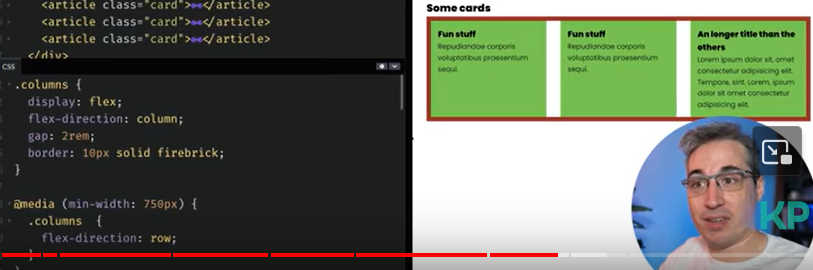 <article class="card"></article>
<article class="card"></article>
<article class="card"></article>
</div>
CSS
.columns {
display: flex;
flex-direction: column;
gap: 2rem;
border: 10px solid firebrick;
}
@media (min-width: 750px) {
.columns {
flex-direction: row;
}
}
Some cards
Fun stuff
Repudiandae corporis
voluptatibus praesentium
sequi.
Fun stuff
Repudiandae corporis
voluptatibus praesentium
sequi.
An longer title than the
others
Lorem ipsum dolor sit, amet
consectetur adipisicing elit.
Tempore, sint. Lorem, ipsum
dolor sit amet consectetur
adipisicing elit.
KP